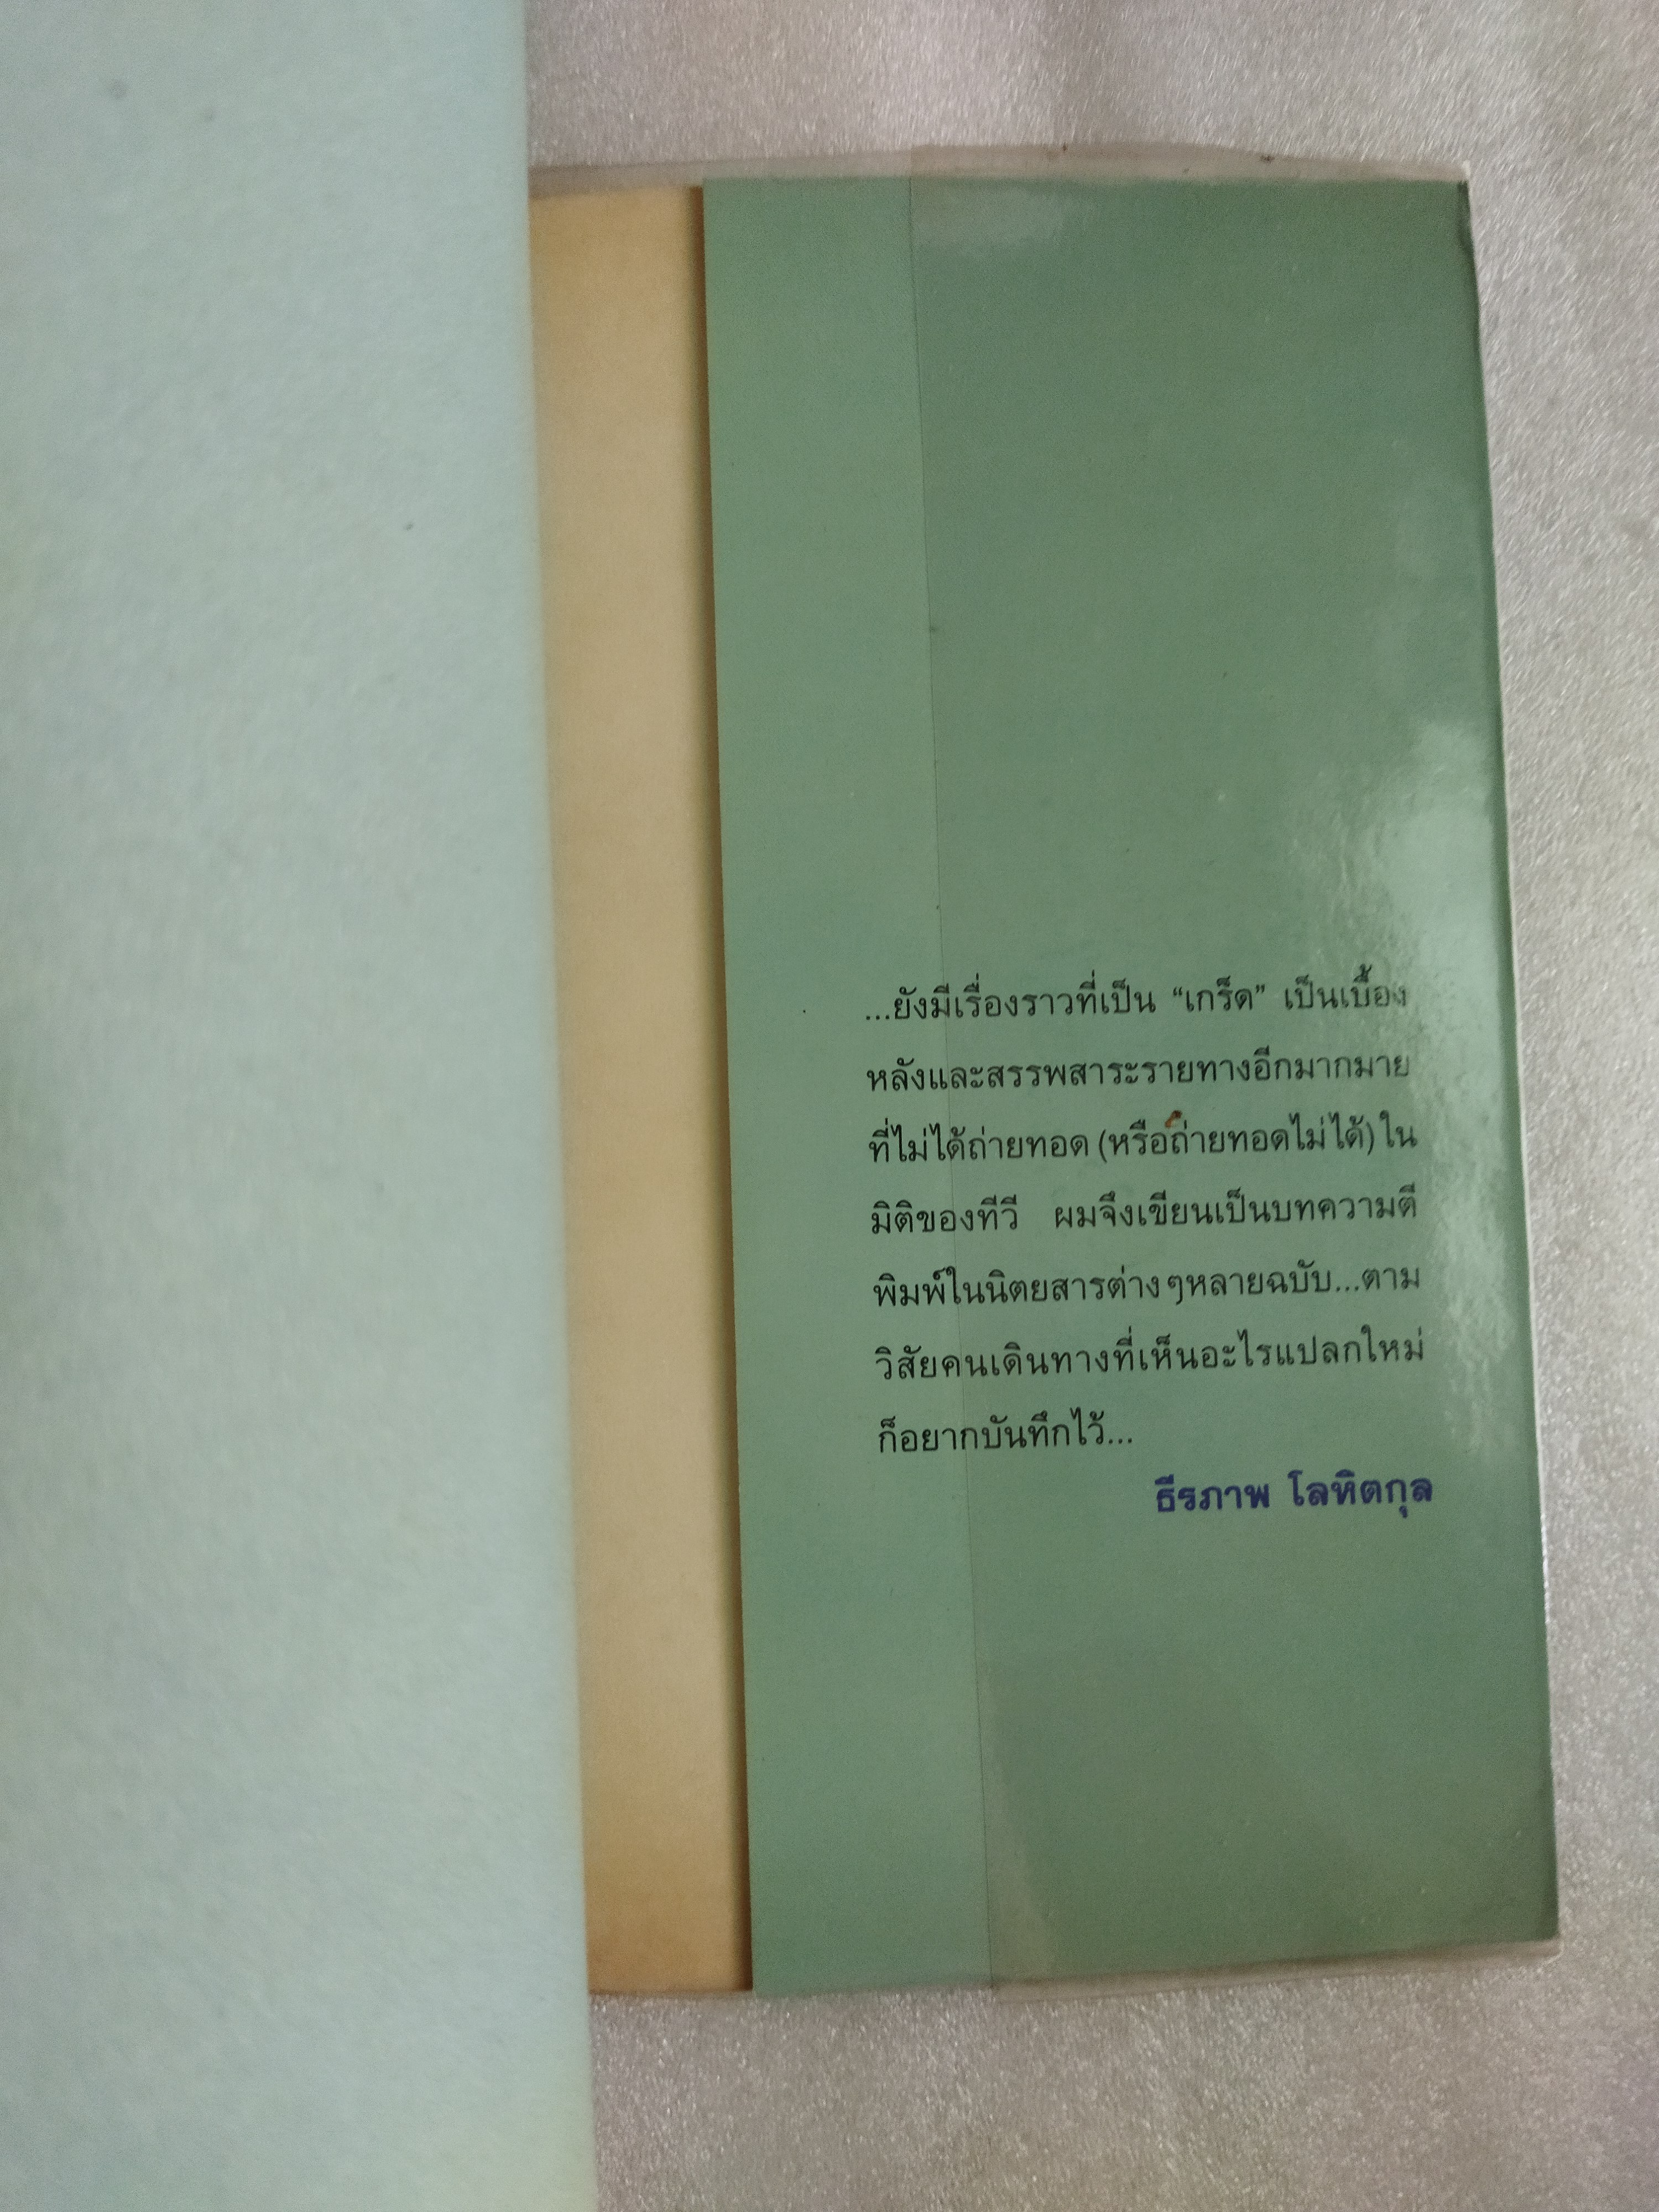 ...ยังมีเรื่องราวที่เป็น “เกร็ด” เป็นเบื้อง
หลังและสรรพสาระรายทางอีกมากมาย
ที่ไม่ได้ถ่ายทอด (หรือถ่ายทอดไม่ได้) ใน
มิติของทีวี ผมจึงเขียนเป็นบทความตี
พิมพ์ในนิตยสารต่างๆหลายฉบับ...ตาม
วิสัยคนเดินทางที่เห็นอะไรแปลกใหม่
ก็อยากบันทึกไว้...
ธีรภาพ โลหิตกุล